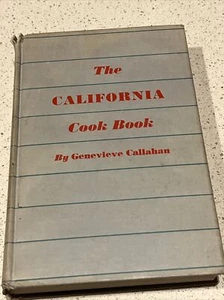 The
CALIFORNIA
Cook Book
By Genevieve Callahan